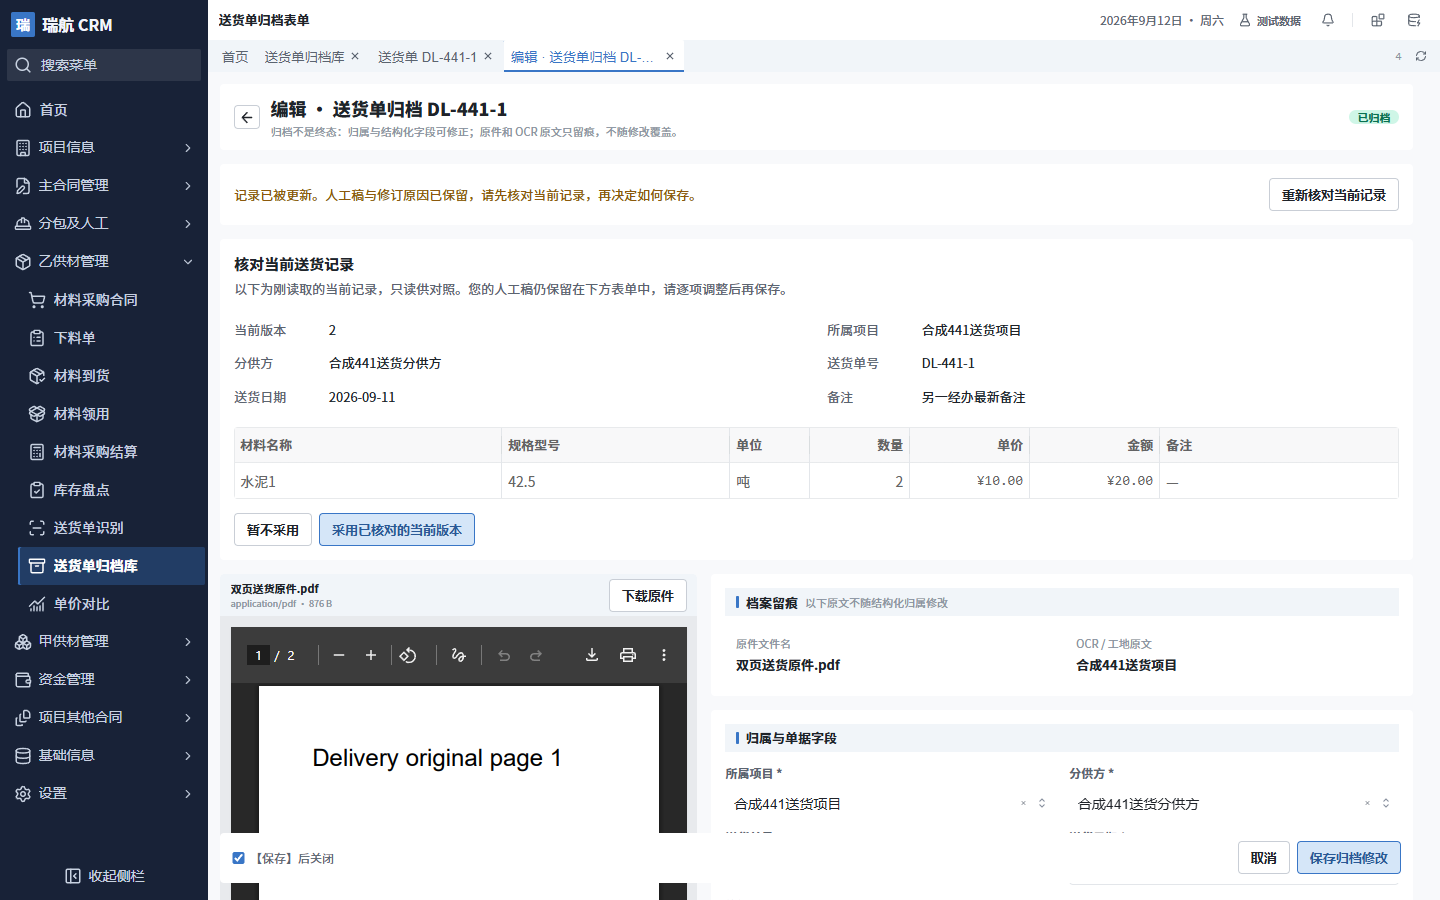 瑞 瑞航 CRM
搜索菜单
首页
项目信息
主合同管理
分包及人工
乙供材管理
材料采购合同
下料单
材料到货
材料领用
材料采购结算
库存盘点
送货单识别
送货单归档库
单价对比
甲供材管理
资金管理
项目其他合同
基础信息
设置
收起侧栏
送货单归档表单
2026年9月12日 • 周六 测试数据
首页 送货单归档库 × 送货单 DL-441-1 × 编辑 · 送货单归档 DL-... × 4
编辑 • 送货单归档 DL-441-1
归档不是终态：归属与结构化字段可修正；原件和 OCR 原文只留痕，不随修改覆盖。
已归档
记录已被更新。人工稿与修订原因已保留，请先核对当前记录，再决定如何保存。
重新核对当前记录
核对当前送货记录
以下为刚读取的当前记录，只读供对照。您的人工稿仍保留在下方表单中，请逐项调整后再保存。
当前版本 2 所属项目 合成441送货项目
分供方 合成441送货分供方 送货单号 DL-441-1
送货日期 2026-09-11 备注 另一经办最新备注
材料名称 规格型号 单位 数量 单价 金额 备注
水泥1 42.5 吨 2 ¥10.00 ¥20.00 —
暂不采用 采用已核对的当前版本
双页送货原件.pdf
application/pdf • 876 B
下载原件
1 / 2
Delivery original page 1
档案留痕 以下原文不随结构化归属修改
原件文件名 OCR / 工地原文
双页送货原件.pdf 合成441送货项目
归属与单据字段
所属项目 * 分供方 *
合成441送货项目 × 合成441送货分供方 ×
【保存】后关闭
取消 保存归档修改